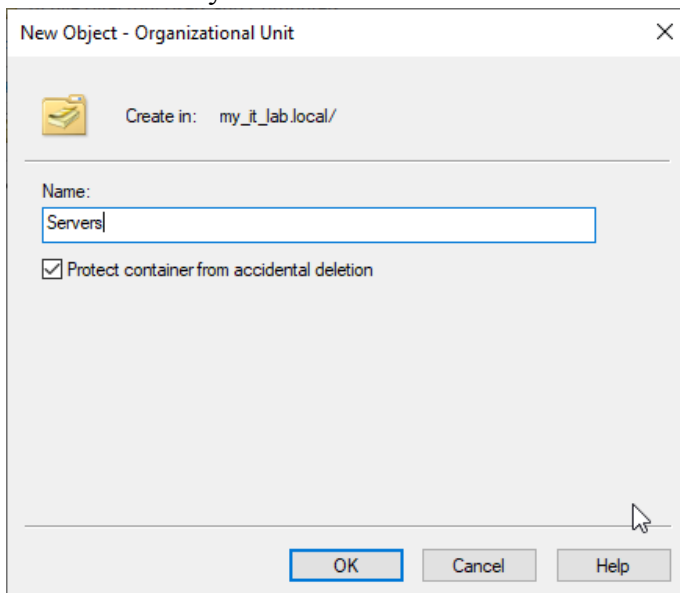 New Object - Organizational Unit
Create in: my_it_lab.local/
Name:
Servers
Protect container from accidental deletion
OK Cancel Help